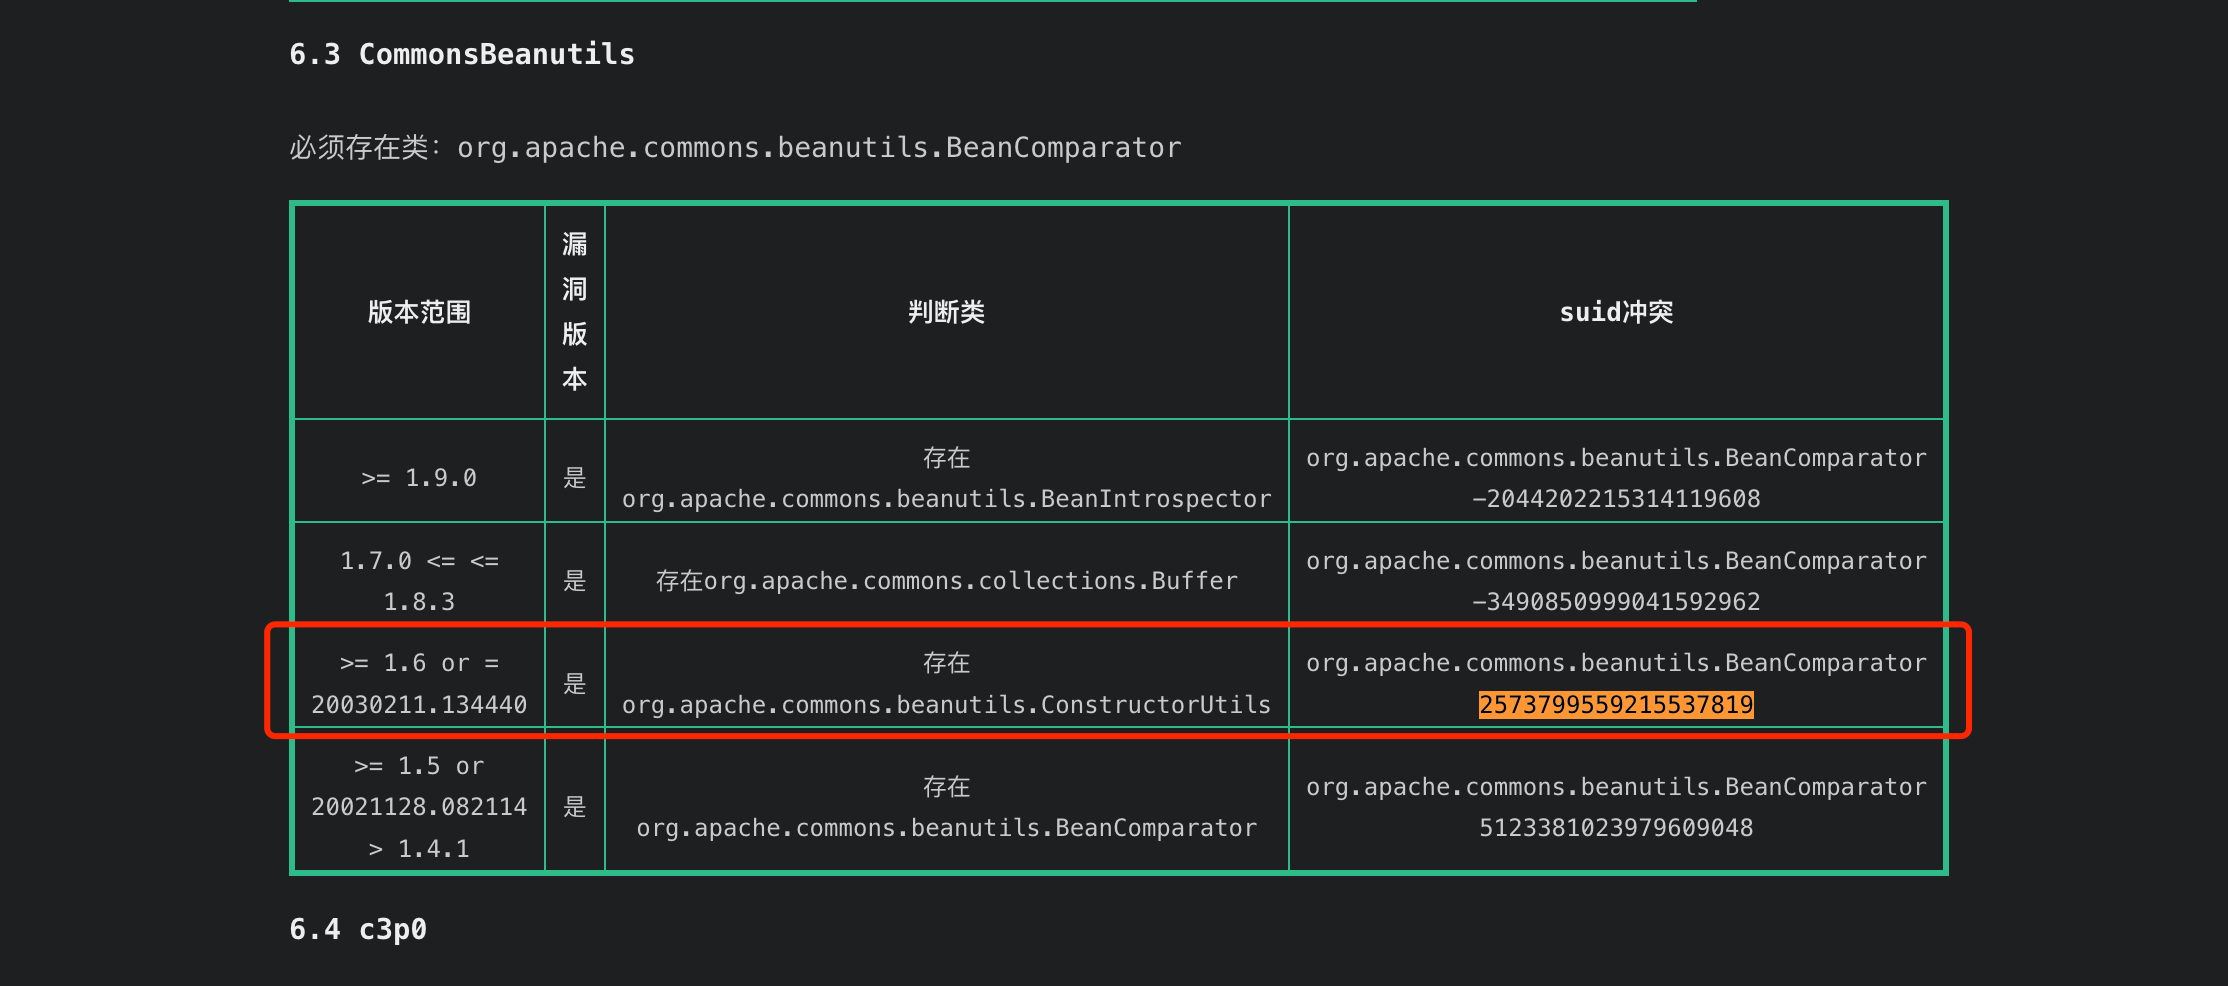 6.3 CommonsBeanutils
必须存在类：org.apache.commons.beanutils.BeanComparator
版本范围
漏
洞
版
本
判断类
suid冲突
>= 1.9.0
是
存在
org.apache.commons.beanutils.BeanIntrospector
org.apache.commons.beanutils.BeanComparator
-2044202215314119608
1.7.0 <= <=
1.8.3
是
存在org.apache.commons.collections.Buffer
org.apache.commons.beanutils.BeanComparator
-3490850999041592962
>= 1.6 or =
20030211.134440
是
存在
org.apache.commons.beanutils.ConstructorUtils
org.apache.commons.beanutils.BeanComparator
2573799559215537819
>= 1.5 or
20021128.082114
> 1.4.1
是
存在
org.apache.commons.beanutils.BeanComparator
org.apache.commons.beanutils.BeanComparator
5123381023979609048
6.4 c3p0